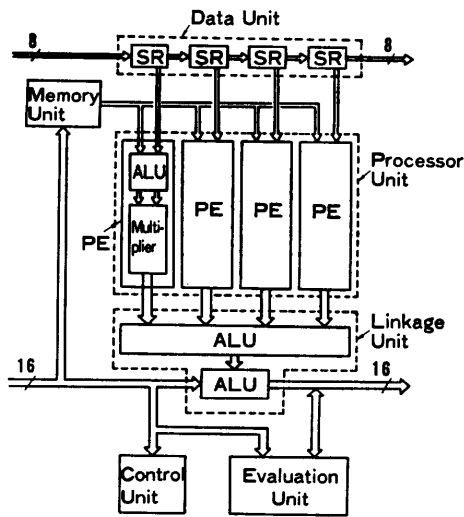 Data Unit
8
SR
SR
SR
SR
8
Memory
Unit
ALU
Multi-
plier
PE
PE
PE
PE
Processor
Unit
ALU
Linkage
Unit
16
ALU
16
Control
Unit
Evaluation
Unit